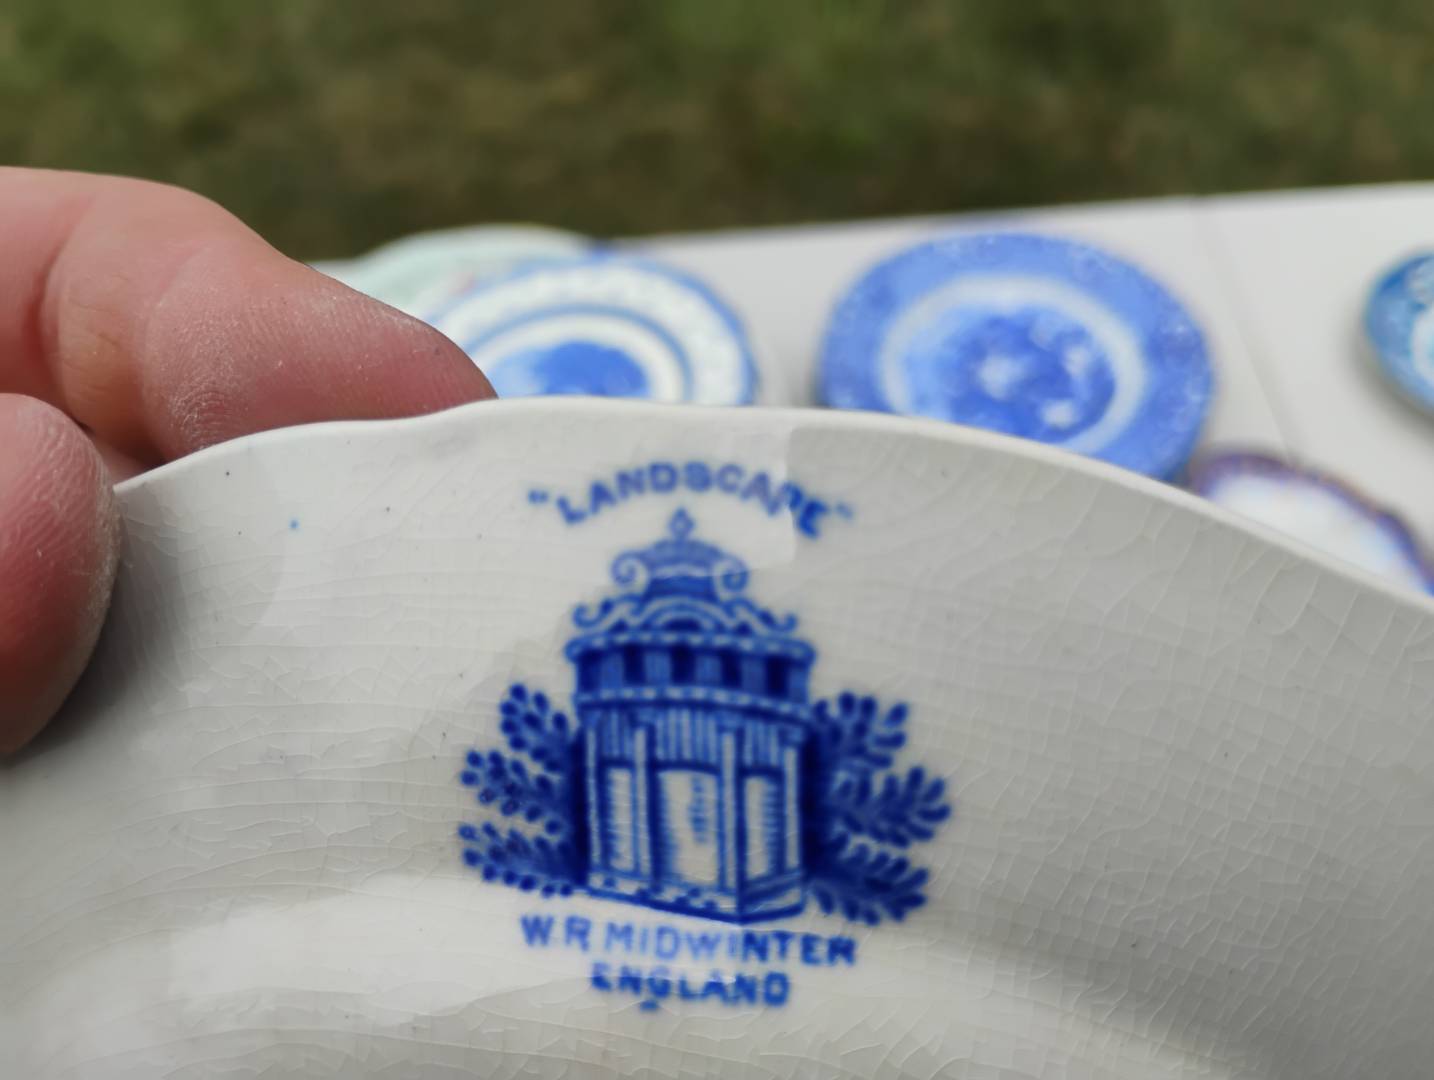 "LANDSCAPE"
W.R MIDWINTER
ENGLAND